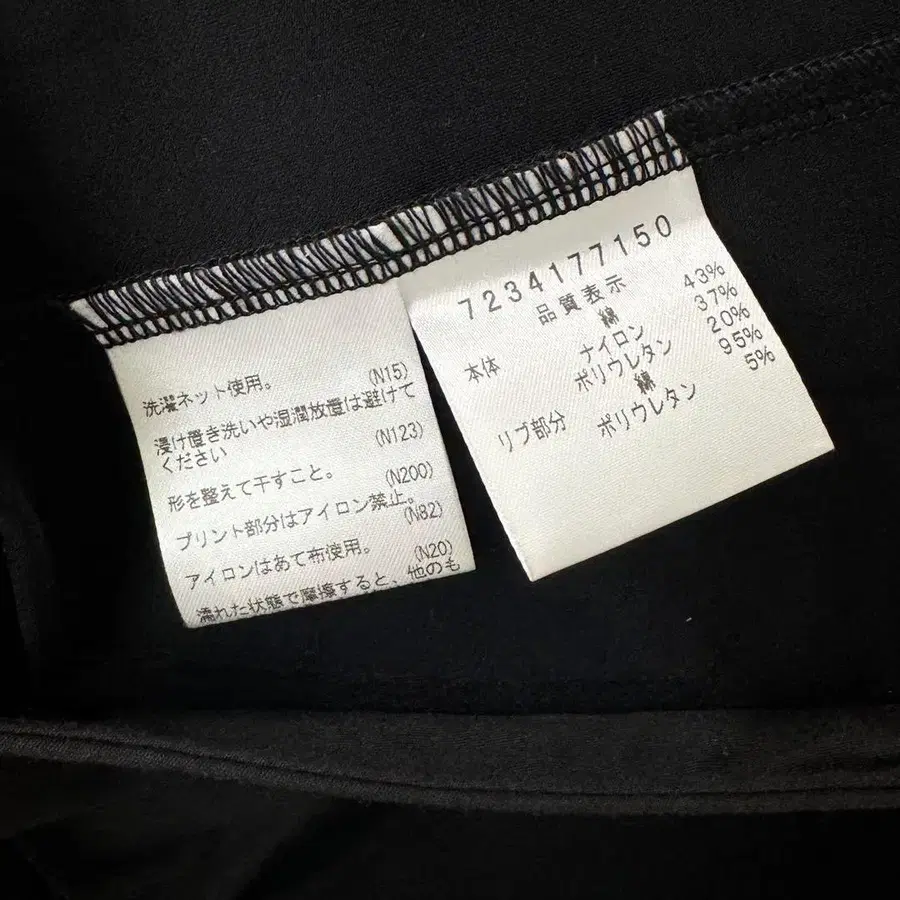 洗濯ネット使用。
(N15)
浸け置き洗いや湿潤放置は避けて
ください
(N123)
形を整えて干すこと。
(N200)
プリント部分はアイロン禁止。
(N82)
アイロンはあて布使用。
(N20)
濡れた状態で摩擦すると、他のも
7234177150
品質表示
本体 綿 43%
ナイロン 37%
ポリウレタン 20%
リブ部分 綿 95%
ポリウレタン 5%